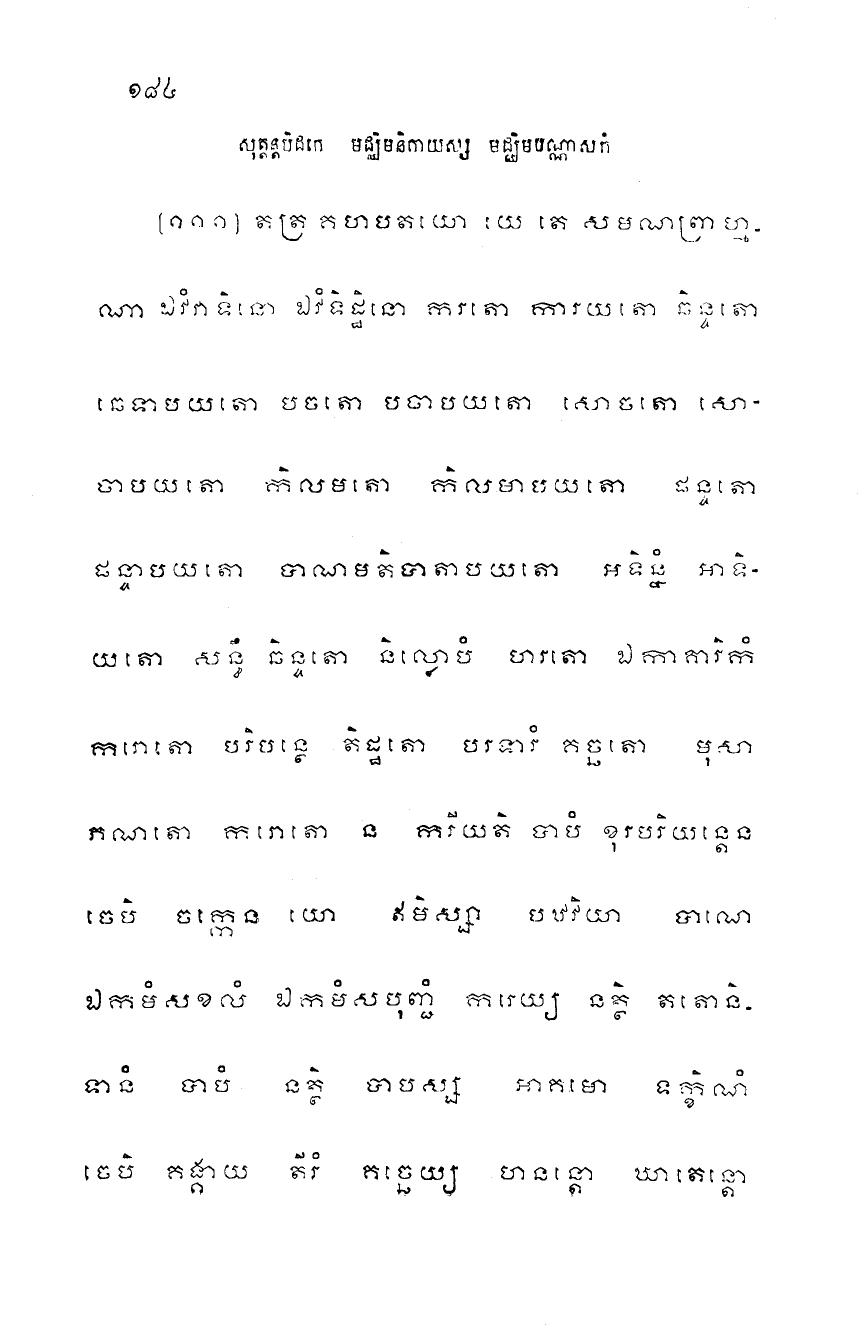 ១៨៤
សុត្តន្តបិដកេ មជ្ឈិមនិកាយស្ស មជ្ឈិមបណ្ណាសកំ
(១១១) តត្រ គហបតយោ យេ តេ សមណព្រាហ្ម-
ណា ឯវំវាទិនោ ឯវំទិដ្ឋិនោ ករតោ ការយតោ ឆិន្ទតោ
ឆេទាបយតោ បចតោ បចាបយតោ សោចតោ សោ-
ចាបយតោ កិលមតោ កិលមាបយតោ ផន្ទតោ
ផន្ទាបយតោ បាណមតិបាតាបយតោ អទិន្នំ អាទិ-
យតោ សន្ធឹ ឆិន្ទតោ និល្លោបំ ហរតោ ឯកាគារិកំ
ករោតោ បរិបន្ថេ តិដ្ឋតោ បរទារំ គច្ឆតោ មុសា
ភណតោ ករោតោ ន ករីយតិ បាបំ ខុរបរិយន្តេន
ចេបិ ចក្កេន យោ ឥមិស្សា បឋវិយា បាណេ
ឯកមំសខលំ ឯកមំសបុញ្ជំ ករេយ្យ នត្ថិ តតោនិ-
ទានំ បាបំ នត្ថិ បាបស្ស អាគមោ ទក្ខិណំ
ចេបិ គង្គាយ តីរំ គច្ឆេយ្យ ហនន្តោ ឃាតេន្តោ